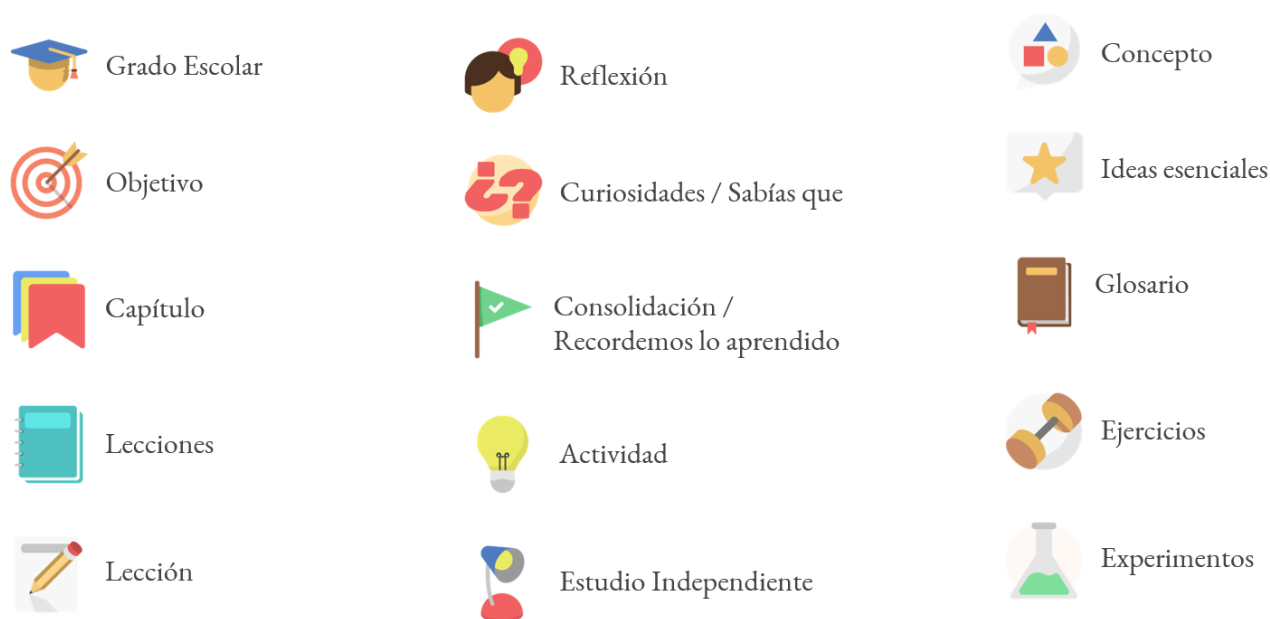 Grado Escolar
Objetivo
Capítulo
Lecciones
Lección
Reflexión
Curiosidades / Sabías que
Consolidación /
Recordemos lo aprendido
Actividad
Estudio Independiente
Concepto
Ideas esenciales
Glosario
Ejercicios
Experimentos